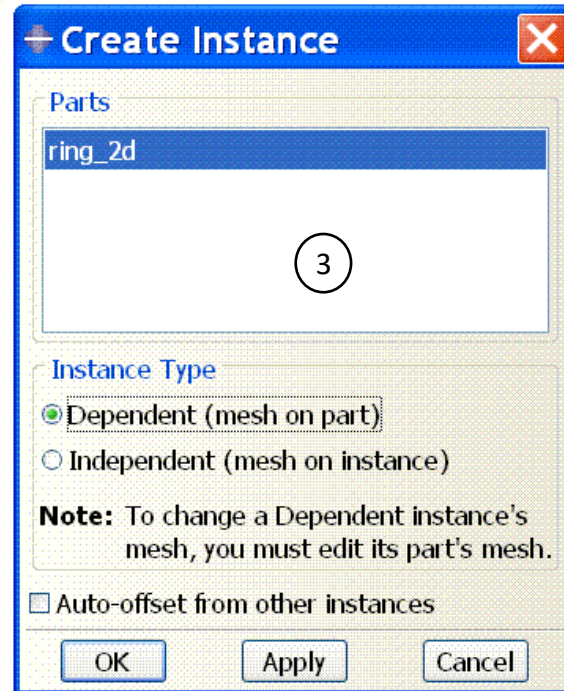 Create Instance
Parts
ring_2d
3
Instance Type
Dependent (mesh on part)
Independent (mesh on instance)
Note: To change a Dependent instance's
mesh, you must edit its part's mesh.
Auto-offset from other instances
OK Apply Cancel